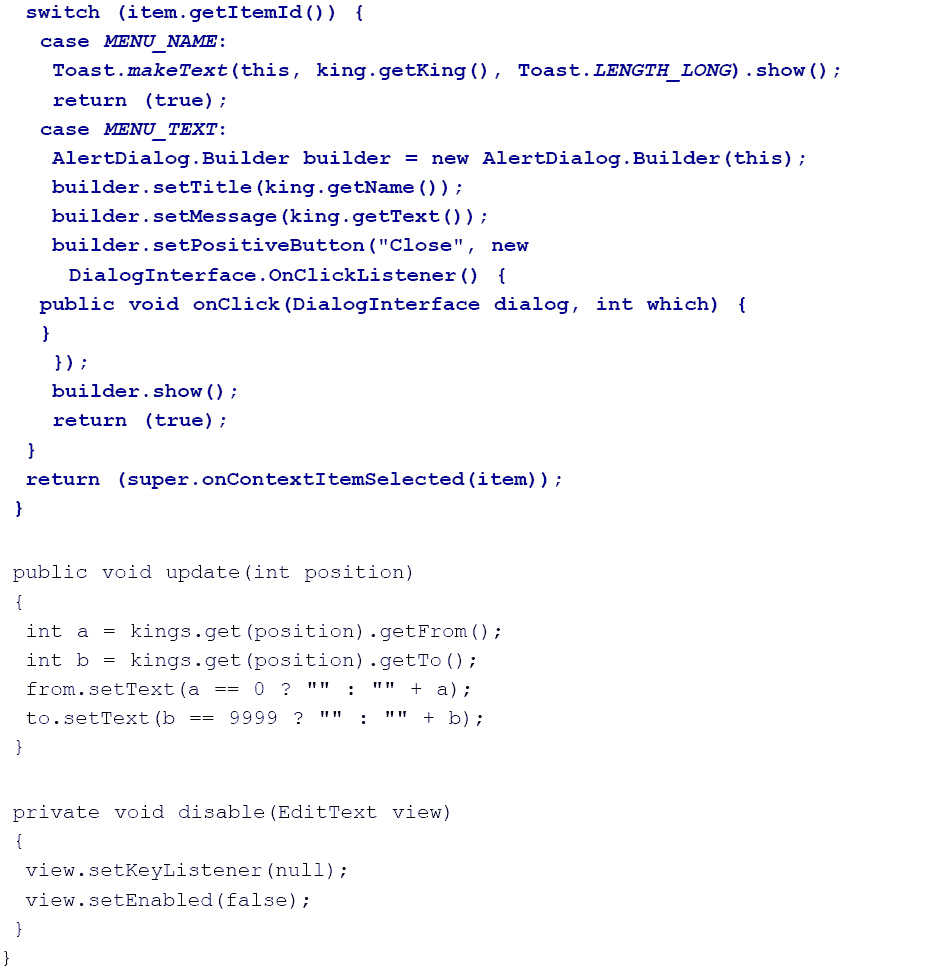 switch (item.getItemId()) {
case MENU_NAME:
Toast.makeText(this, king.getKing(), Toast.LENGTH_LONG).show();
return (true);
case MENU_TEXT:
AlertDialog.Builder builder = new AlertDialog.Builder(this);
builder.setTitle(king.getName());
builder.setMessage(king.getText());
builder.setPositiveButton("Close", new
DialogInterface.OnClickListener() {
public void onClick(DialogInterface dialog, int which) {
}
});
builder.show();
return (true);
}
return (super.onContextItemSelected(item));
}
public void update(int position)
{
int a = kings.get(position).getFrom();
int b = kings.get(position).getTo();
from.setText(a == 0 ? "" : "" + a);
to.setText(b == 9999 ? "" : "" + b);
}
private void disable(EditText view)
{
view.setKeyListener(null);
view.setEnabled(false);
}
}